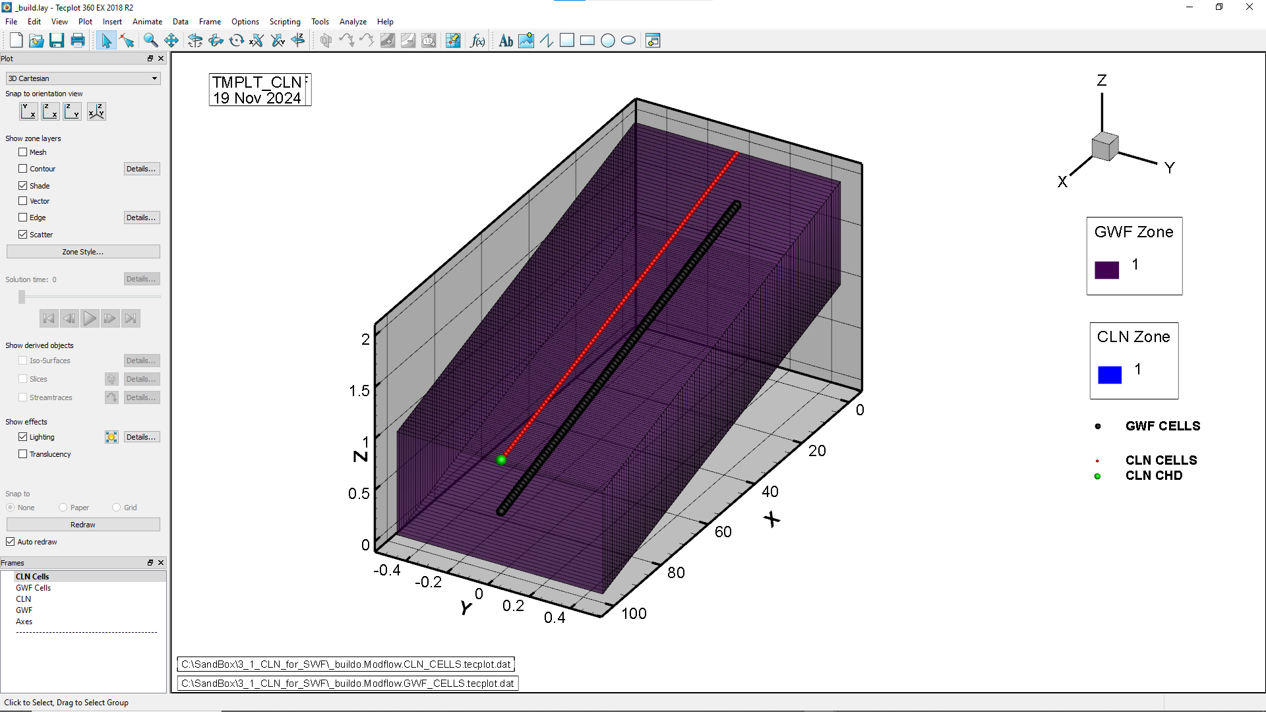 _build.lay — Tecplot 360 EX 2018 R2
File Edit View Plot Insert Animate Data Frame Options Scripting Tools Analyze Help
Plot
3D Cartesian
Snap to orientation view
Show zone layers
Mesh
Contour Details...
Shade
Vector
Edge Details...
Scatter
Zone Style...
Solution time: 0 Details...
Show derived objects
Iso-Surfaces Details...
Slices Details...
Streamtraces Details...
Show effects
Lighting Details...
Translucency
Snap to
None Paper Grid
Redraw
Auto redraw
Frames
CLN Cells
GWF Cells
CLN
GWF
Axes
Click to Select, Drag to Select Group
TMPLT_CLN
19 Nov 2024
2
1.5
1
0.5
0
Z
-0.4
-0.2
0
0.2
0.4
Y
0
20
40
60
80
100
X
Z
X
Y
GWF Zone
1
CLN Zone
1
GWF CELLS
CLN CELLS
CLN CHD
C:\SandBox\3_1_CLN_for_SWF\_buildo.Modflow.CLN_CELLS.tecplot.dat
C:\SandBox\3_1_CLN_for_SWF\_buildo.Modflow.GWF_CELLS.tecplot.dat